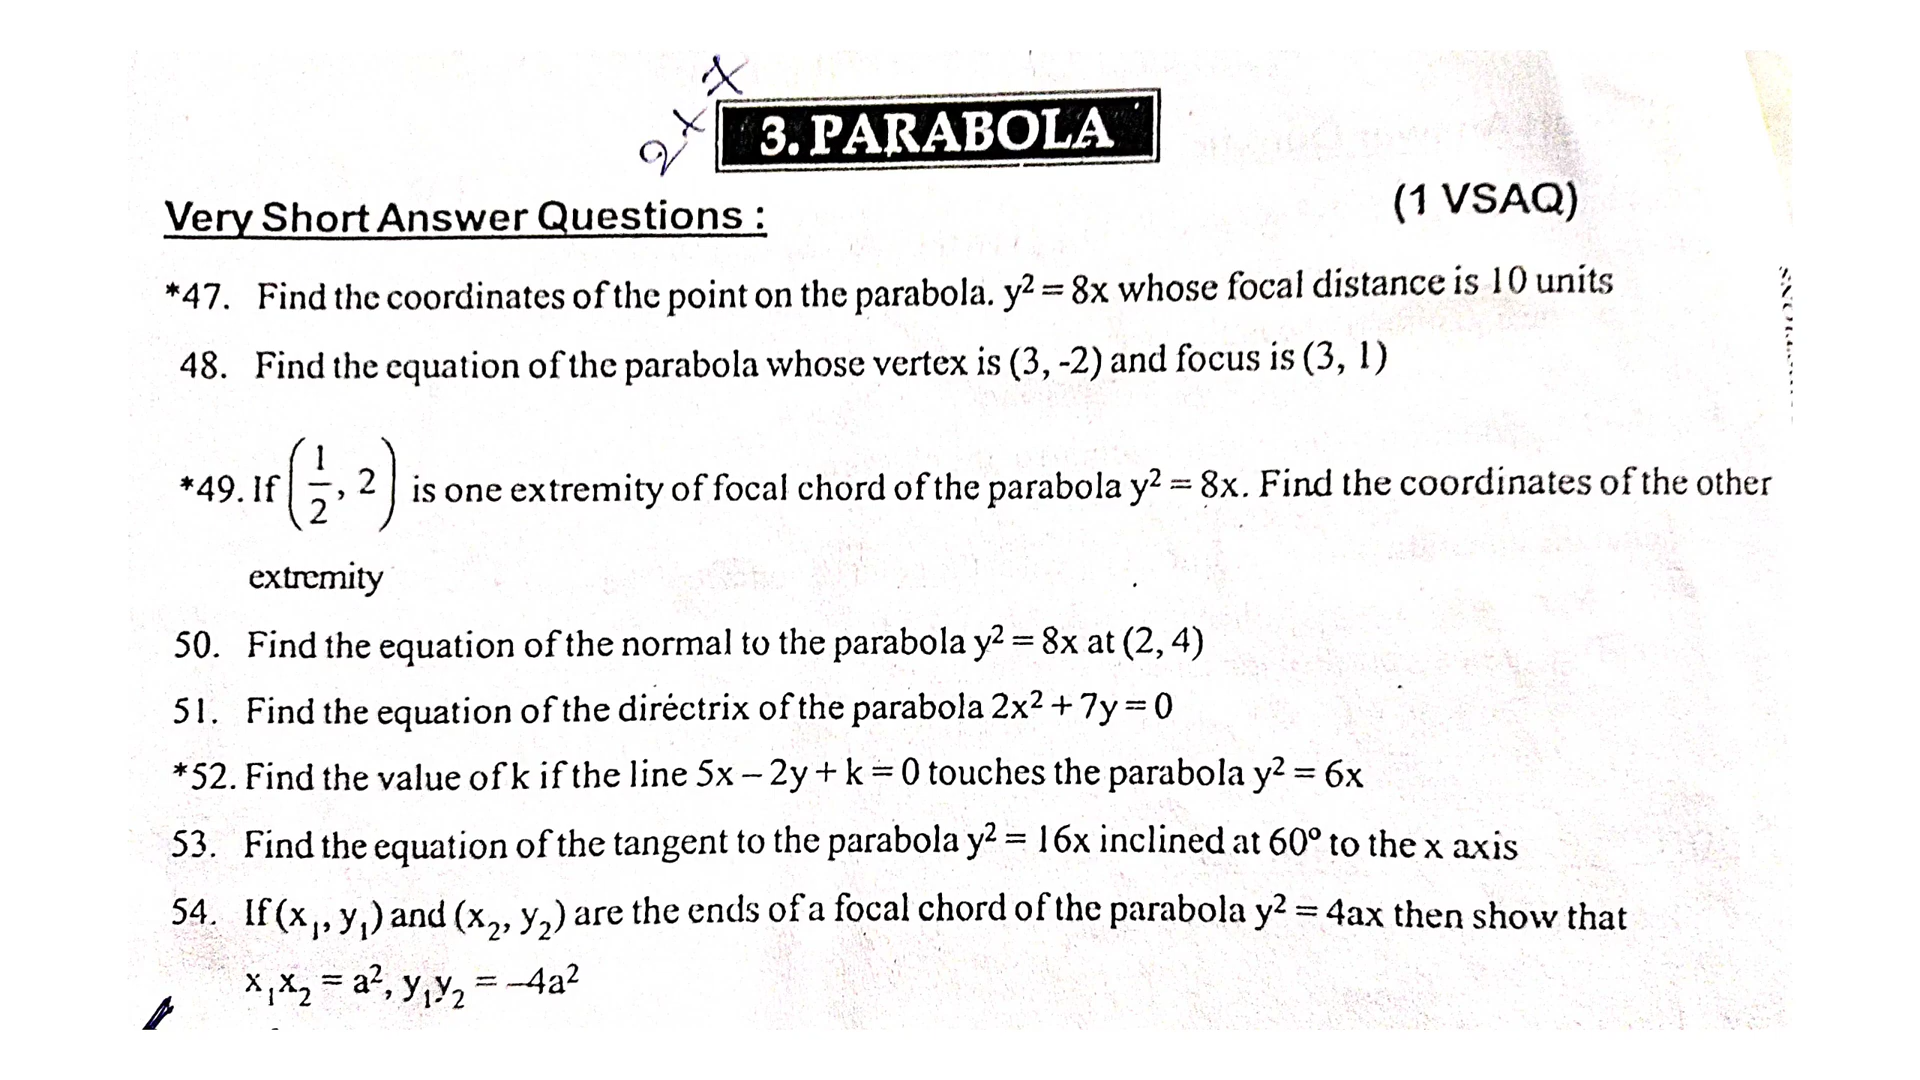 2 x x
3. PARABOLA
(1 VSAQ)
Very Short Answer Questions :
*47. Find the coordinates of the point on the parabola. y² = 8x whose focal distance is 10 units
48. Find the equation of the parabola whose vertex is (3, -2) and focus is (3, 1)
*49. If (1/2, 2) is one extremity of focal chord of the parabola y² = 8x. Find the coordinates of the other
extremity
50. Find the equation of the normal to the parabola y² = 8x at (2, 4)
51. Find the equation of the directrix of the parabola 2x² + 7y = 0
*52. Find the value of k if the line 5x – 2y + k = 0 touches the parabola y² = 6x
53. Find the equation of the tangent to the parabola y² = 16x inclined at 60º to the x axis
54. If (x₁, y₁) and (x₂, y₂) are the ends of a focal chord of the parabola y² = 4ax then show that
x₁x₂ = a², y₁y₂ = –4a²